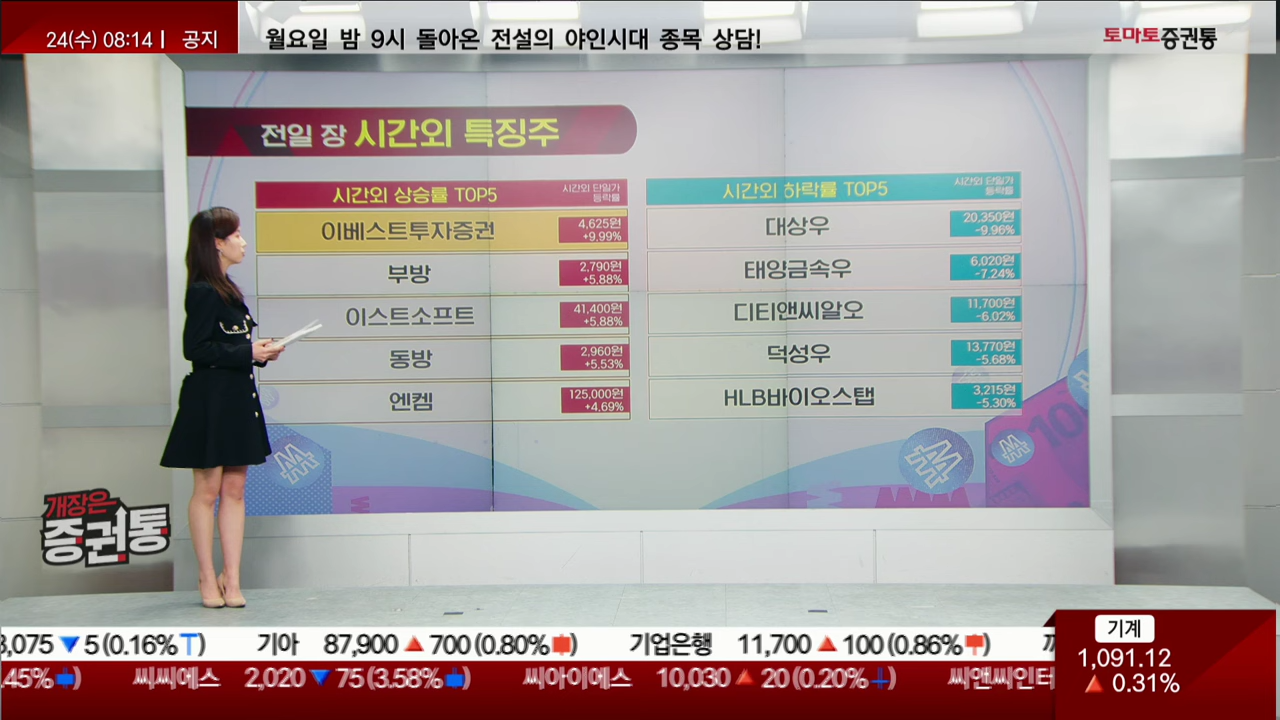 24(수) 08:14 | 공지
월요일 밤 9시 돌아온 전설의 야인시대 종목 상담!
토마토증권통
전일 장 시간외 특징주
시간외 상승률 TOP5
시간외 단일가
등락률
이베스트투자증권
4,625원
+9.99%
부방
2,790원
+5.88%
이스트소프트
41,400원
+5.88%
동방
2,960원
+5.53%
엔켐
125,000원
+4.69%
시간외 하락률 TOP5
시간외 단일가
등락률
대상우
20,350원
-9.96%
태양금속우
6,020원
-7.24%
디티앤씨알오
11,700원
-6.02%
덕성우
13,770원
-5.68%
HLB바이오스텝
3,215원
-5.30%
개장은
증권통
3,075 ▼ 5(0.16%) 기아 87,900 ▲ 700(0.80%) 기업은행 11,700 ▲ 100(0.86%)
.45% ) 씨씨에스 2,020 ▼ 75(3.58%) 씨아이에스 10,030 ▲ 20(0.20%) 씨앤씨인터
기계
1,091.12
▲ 0.31%